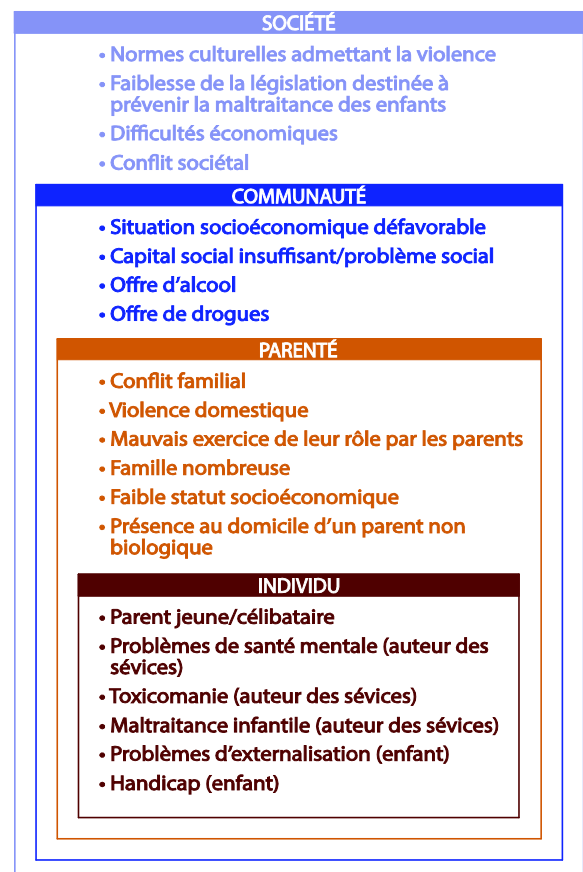 SOCIÉTÉ
• Normes culturelles admettant la violence
• Faiblesse de la législation destinée à
prévenir la maltraitance des enfants
• Difficultés économiques
• Conflit sociétal
COMMUNAUTÉ
• Situation socioéconomique défavorable
• Capital social insuffisant/problème social
• Offre d'alcool
• Offre de drogues
PARENTÉ
• Conflit familial
• Violence domestique
• Mauvais exercice de leur rôle par les parents
• Famille nombreuse
• Faible statut socioéconomique
• Présence au domicile d'un parent non
biologique
INDIVIDU
• Parent jeune/célibataire
• Problèmes de santé mentale (auteur des
sévices)
• Toxicomanie (auteur des sévices)
• Maltraitance infantile (auteur des sévices)
• Problèmes d'externalisation (enfant)
• Handicap (enfant)